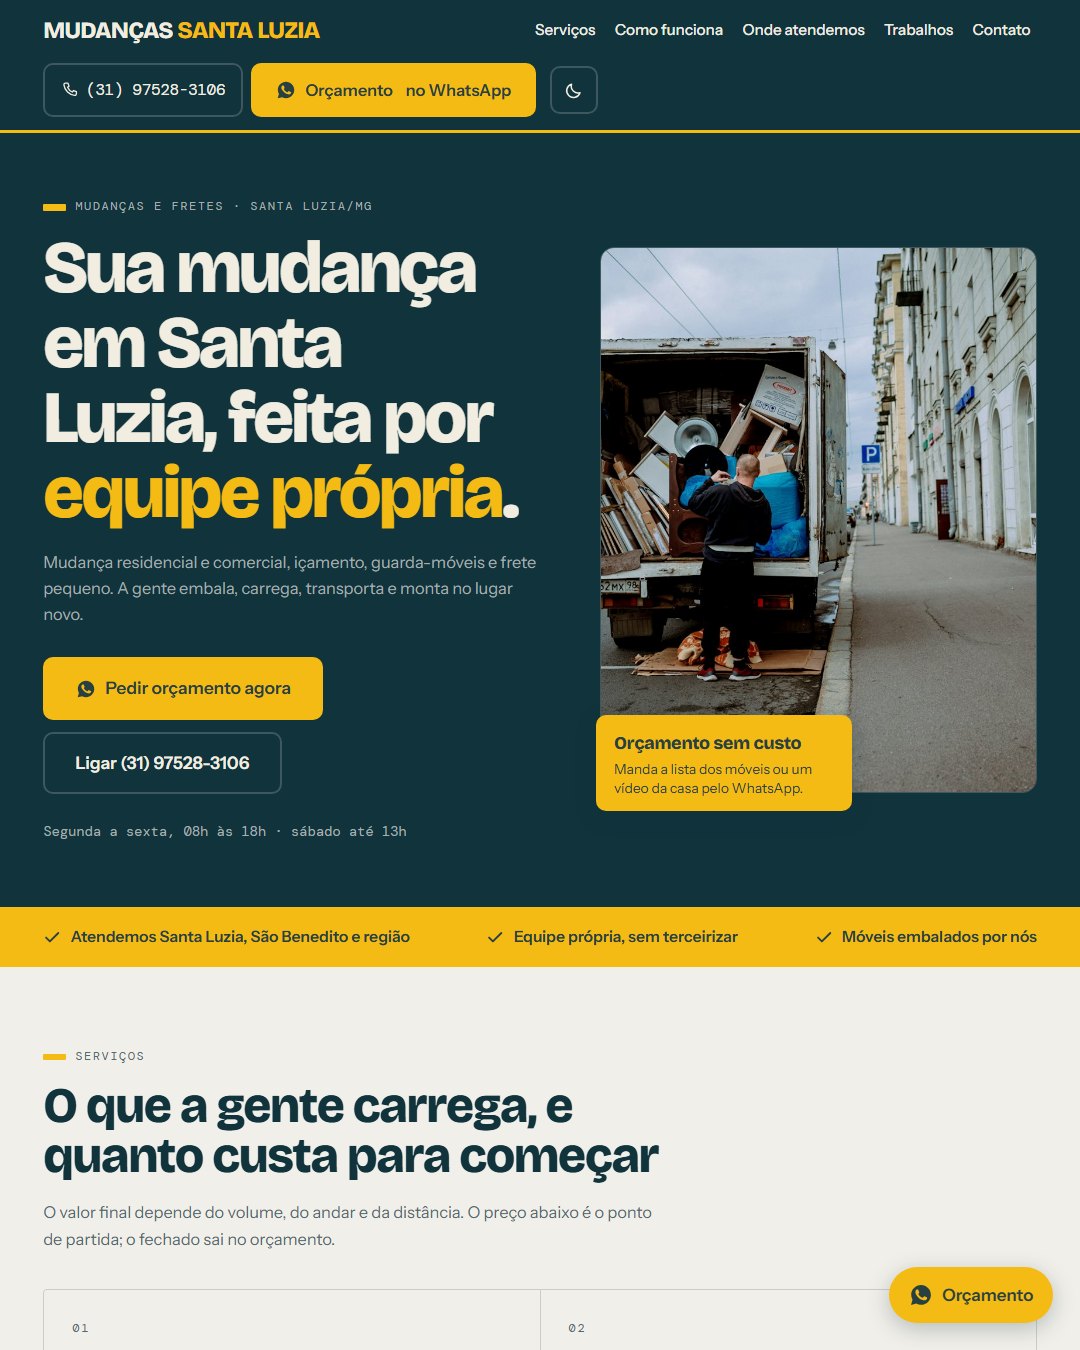 MUDANÇAS SANTA LUZIA
Serviços Como funciona Onde atendemos Trabalhos Contato
(31) 97528-3106
Orçamento no WhatsApp
MUDANÇAS E FRETES · SANTA LUZIA/MG
Sua mudança
em Santa
Luzia, feita por
equipe própria.
Mudança residencial e comercial, içamento, guarda-móveis e frete
pequeno. A gente embala, carrega, transporta e monta no lugar
novo.
Pedir orçamento agora
Ligar (31) 97528-3106
Segunda a sexta, 08h às 18h · sábado até 13h
P
Orçamento sem custo
Manda a lista dos móveis ou um
vídeo da casa pelo WhatsApp.
Atendemos Santa Luzia, São Benedito e região
Equipe própria, sem terceirizar
Móveis embalados por nós
SERVIÇOS
O que a gente carrega, e
quanto custa para começar
O valor final depende do volume, do andar e da distância. O preço abaixo é o ponto
de partida; o fechado sai no orçamento.
Orçamento
01
02